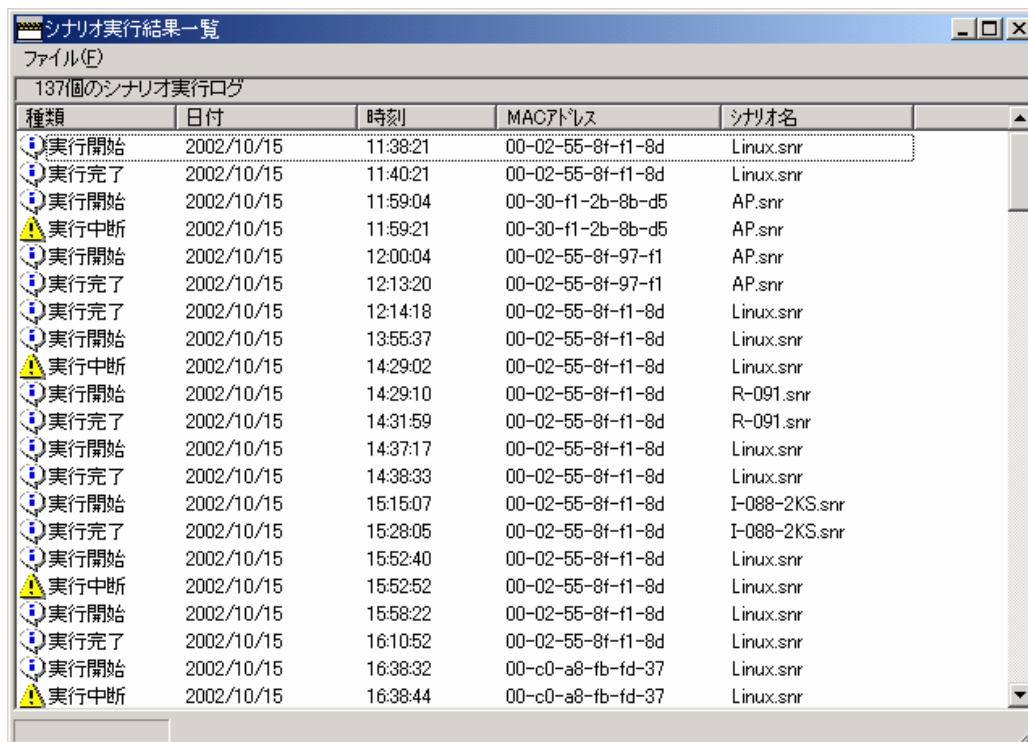 シナリオ実行結果一覧
ファイル(F)
137個のシナリオ実行ログ
種類 日付 時刻 MACアドレス シナリオ名
実行開始 2002/10/15 11:38:21 00-02-55-8f-f1-8d Linux.snr
実行完了 2002/10/15 11:40:21 00-02-55-8f-f1-8d Linux.snr
実行開始 2002/10/15 11:59:04 00-30-f1-2b-8b-d5 AP.snr
実行中断 2002/10/15 11:59:21 00-30-f1-2b-8b-d5 AP.snr
実行開始 2002/10/15 12:00:04 00-02-55-8f-97-f1 AP.snr
実行完了 2002/10/15 12:13:20 00-02-55-8f-97-f1 AP.snr
実行完了 2002/10/15 12:14:18 00-02-55-8f-f1-8d Linux.snr
実行開始 2002/10/15 13:55:37 00-02-55-8f-f1-8d Linux.snr
実行中断 2002/10/15 14:29:02 00-02-55-8f-f1-8d Linux.snr
実行開始 2002/10/15 14:29:10 00-02-55-8f-f1-8d R-091.snr
実行完了 2002/10/15 14:31:59 00-02-55-8f-f1-8d R-091.snr
実行開始 2002/10/15 14:37:17 00-02-55-8f-f1-8d Linux.snr
実行完了 2002/10/15 14:38:33 00-02-55-8f-f1-8d Linux.snr
実行開始 2002/10/15 15:15:07 00-02-55-8f-f1-8d I-088-2KS.snr
実行完了 2002/10/15 15:28:05 00-02-55-8f-f1-8d I-088-2KS.snr
実行開始 2002/10/15 15:52:40 00-02-55-8f-f1-8d Linux.snr
実行中断 2002/10/15 15:52:52 00-02-55-8f-f1-8d Linux.snr
実行開始 2002/10/15 15:58:22 00-02-55-8f-f1-8d Linux.snr
実行完了 2002/10/15 16:10:52 00-02-55-8f-f1-8d Linux.snr
実行開始 2002/10/15 16:38:32 00-c0-a8-fb-fd-37 Linux.snr
実行中断 2002/10/15 16:38:44 00-c0-a8-fb-fd-37 Linux.snr